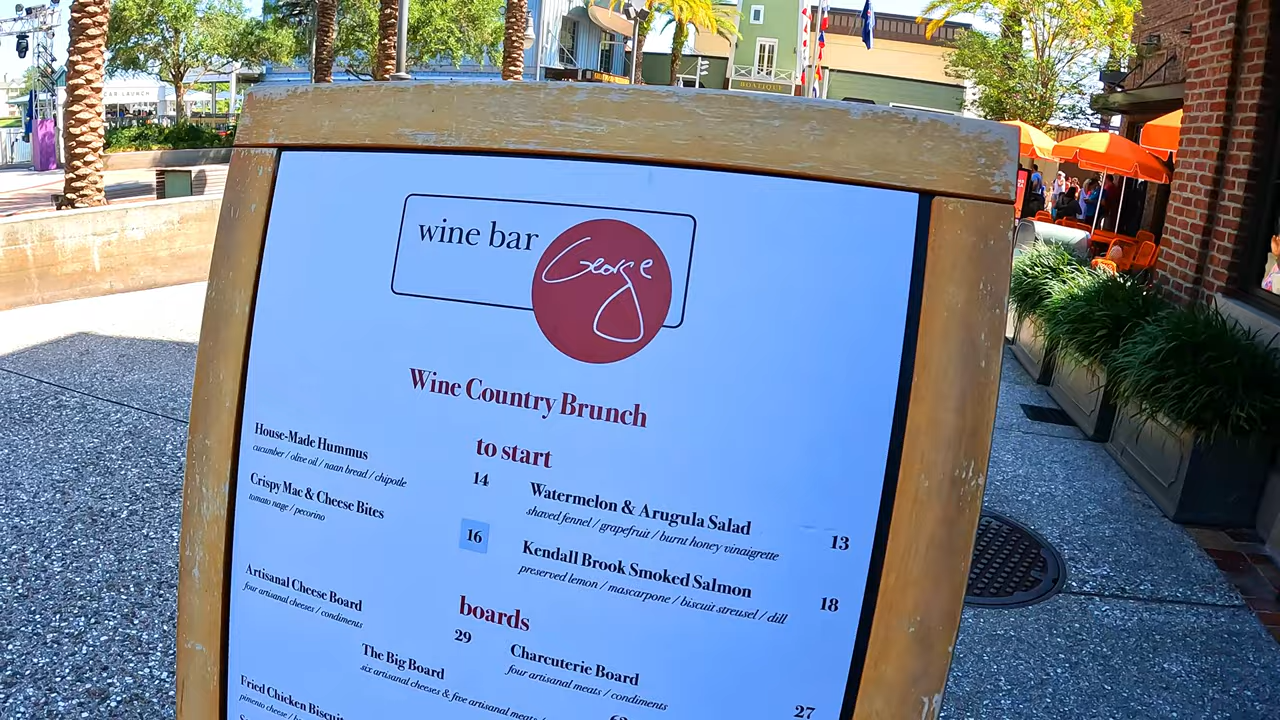 CAR LAUNCH
BOATIQUE
wine bar
George
Wine Country Brunch
to start
House-Made Hummus 14
cucumber / olive oil / naan bread / chipotle
Crispy Mac & Cheese Bites 16
tomato nage / pecorino
Watermelon & Arugula Salad 13
shaved fennel / grapefruit / burnt honey vinaigrette
Kendall Brook Smoked Salmon 18
preserved lemon / mascarpone / biscuit streusel / dill
boards
Artisanal Cheese Board 29
four artisanal cheeses / condiments
Charcuterie Board 27
four artisanal meats / condiments
The Big Board
six artisanal cheeses & five artisanal meats
Fried Chicken
pimento cheese /